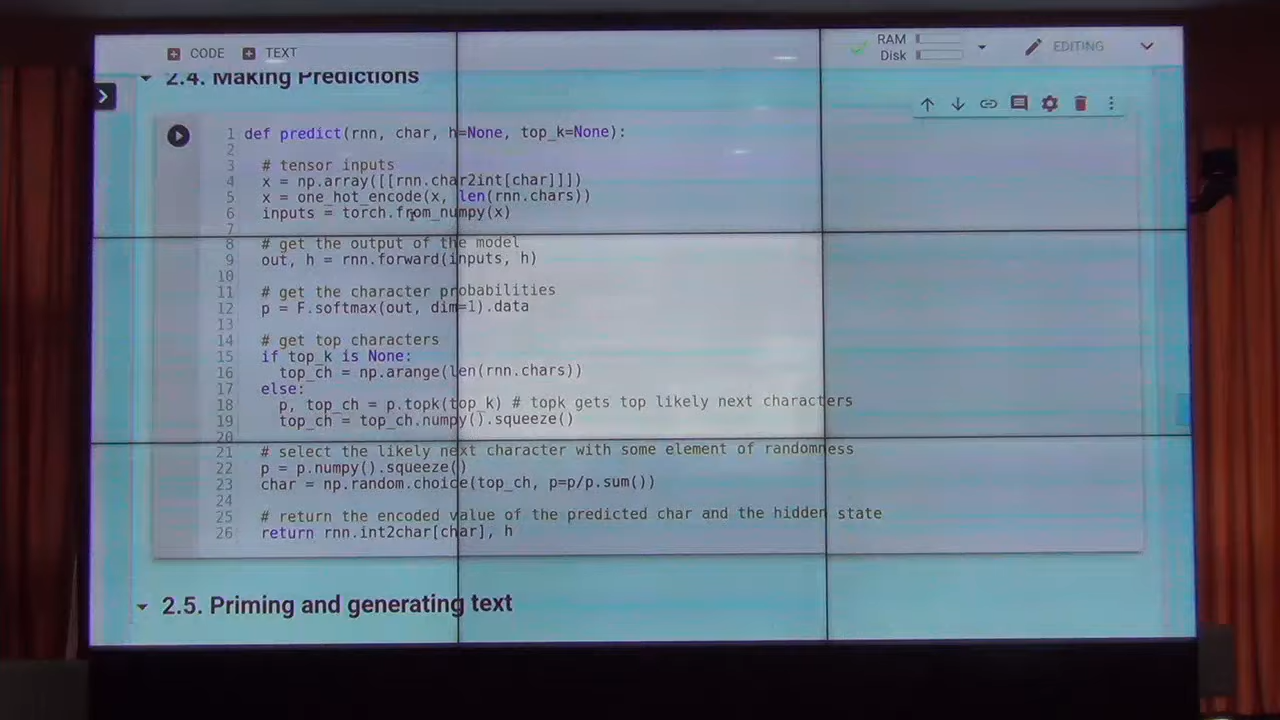 CODE TEXT
RAM
Disk
EDITING
2.4. Making Predictions
1 def predict(rnn, char, h=None, top_k=None):
2
3 # tensor inputs
4 x = np.array([[rnn.char2int[char]]])
5 x = one_hot_encode(x, len(rnn.chars))
6 inputs = torch.from_numpy(x)
7
8 # get the output of the model
9 out, h = rnn.forward(inputs, h)
10
11 # get the character probabilities
12 p = F.softmax(out, dim=1).data
13
14 # get top characters
15 if top_k is None:
16 top_ch = np.arange(len(rnn.chars))
17 else:
18 p, top_ch = p.topk(top_k) # topk gets top likely next characters
19 top_ch = top_ch.numpy().squeeze()
20
21 # select the likely next character with some element of randomness
22 p = p.numpy().squeeze()
23 char = np.random.choice(top_ch, p=p/p.sum())
24
25 # return the encoded value of the predicted char and the hidden state
26 return rnn.int2char[char], h
2.5. Priming and generating text